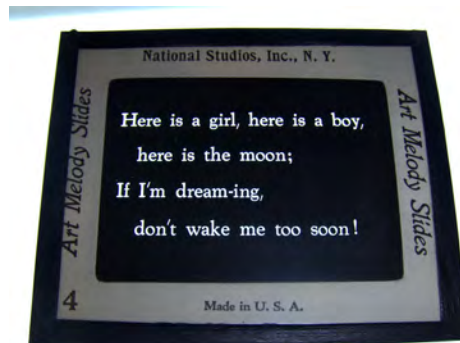 National Studios, Inc., N. Y.
Art Melody Slides
Here is a girl, here is a boy,
here is the moon;
If I'm dream-ing,
don't wake me too soon!
Art Melody Slides
4
Made in U. S. A.